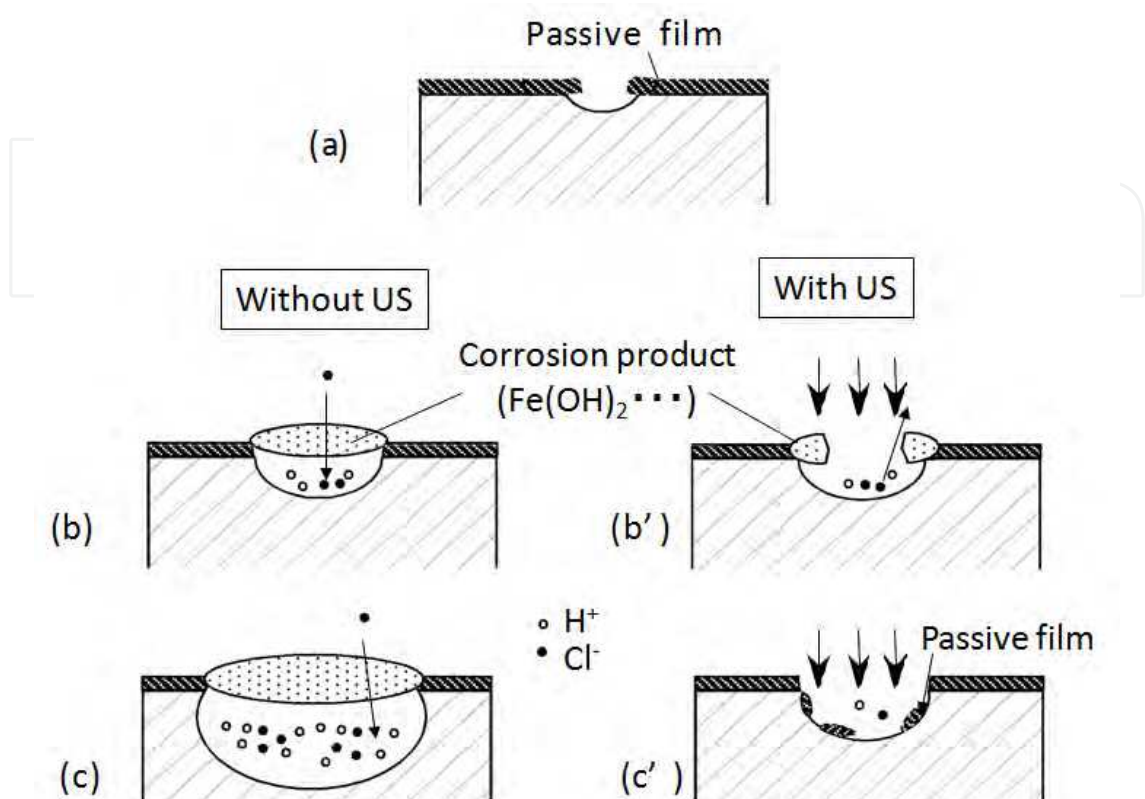 Passive film
(a)
Without US
With US
Corrosion product
(Fe(OH)₂ ⋯)
(b)
(b’ )
H⁺
Cl⁻
Passive film
(c)
(c’ )